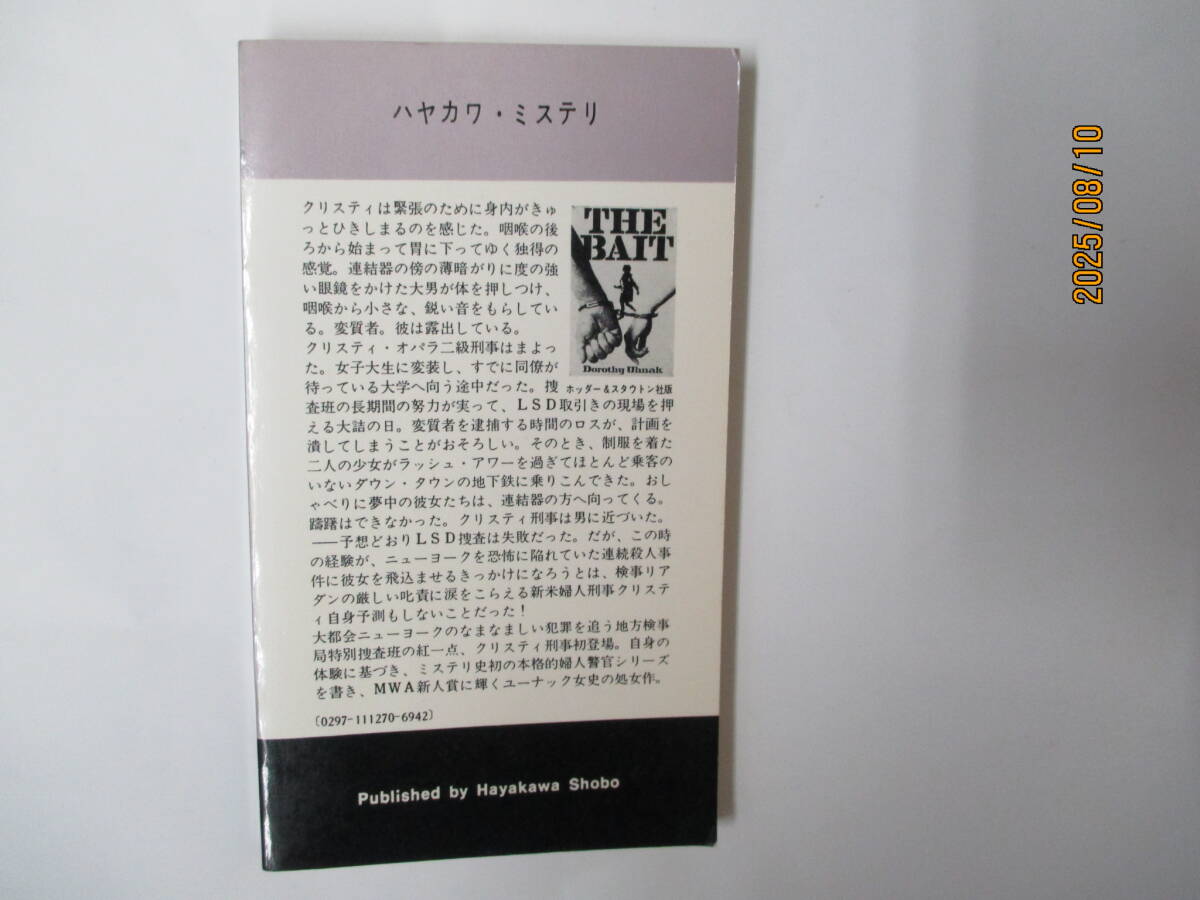 ハヤカワ・ミステリ
クリスティは緊張のために身内がきゅ
っとひきしまるのを感じた。咽喉の後
ろから始まって胃に下ってゆく独得の
感覚。連結器の傍の薄暗がりに度の強
い眼鏡をかけた大男が体を押しつけ、
咽喉から小さな、鋭い音をもらしてい
る。変質者。彼は露出している。
クリスティ・オパラ二級刑事はまよっ
た。女子大生に変装し、すでに同僚が
待っている大学へ向う途中だった。捜
査班の長期間の努力が実って、LSD取引きの現場を押
える大詰の日。変質者を逮捕する時間のロスが、計画を
潰してしまうことがおそろしい。そのとき、制服を着た
二人の少女がラッシュ・アワーを過ぎてほとんど乗客の
いないダウン・タウンの地下鉄に乗りこんできた。おし
ゃべりに夢中の彼女たちは、連結器の方へ向ってくる。
躊躇はできなかった。クリスティ刑事は男に近づいた。
――予想どおりLSD捜査は失敗だった。だが、この時
の経験が、ニューヨークを恐怖に陥れていた連続殺人事
件に彼女を飛込ませるきっかけになろうとは、検事リア
ダンの厳しい叱責に涙をこらえる新米婦人刑事クリステ
ィ自身予測もしないことだった！
大都会ニューヨークのなまなましい犯罪を追う地方検事
局特別捜査班の紅一点、クリスティ刑事初登場。自身の
体験に基づき、ミステリ史初の本格的婦人警官シリーズ
を書き、MWA新人賞に輝くユーナック女史の処女作。
THE
BAIT
Dorothy Uhnak
ホッダー&スタウトン社版
〔0297-111270-6942〕
Published by Hayakawa Shobo
2025/08/10